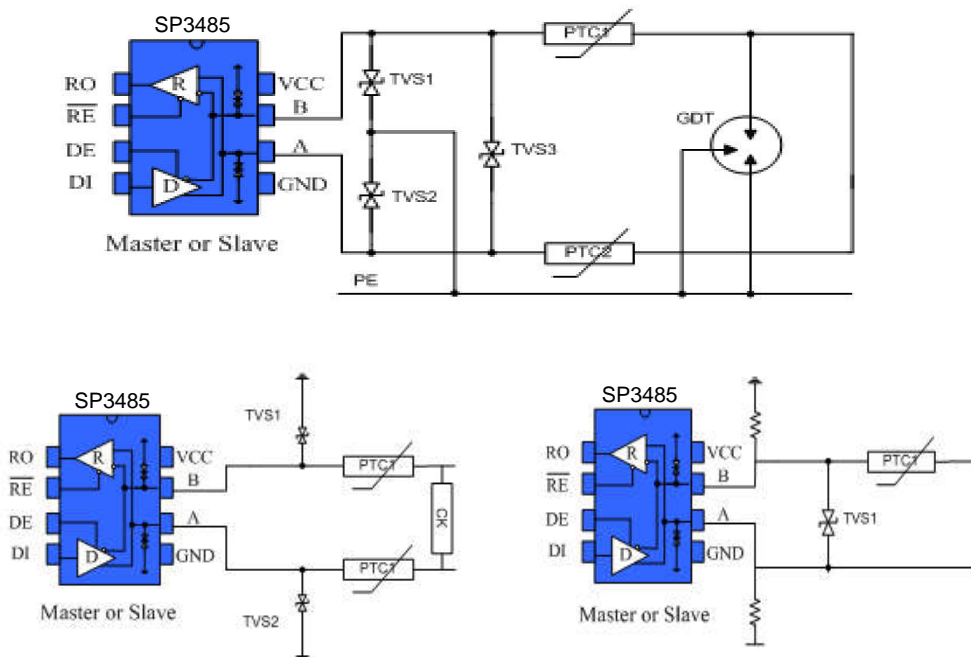 SP3485
RO
RE
DE
DI
R
D
VCC
B
A
GND
Master or Slave
TVS1
TVS2
TVS3
PTC1
PTC2
GDT
PE
SP3485
RO
RE
DE
DI
R
D
VCC
B
A
GND
Master or Slave
TVS1
TVS2
PTC1
PTC1
CK
SP3485
RO
RE
DE
DI
R
D
VCC
B
A
GND
Master or Slave
TVS1
PTC1